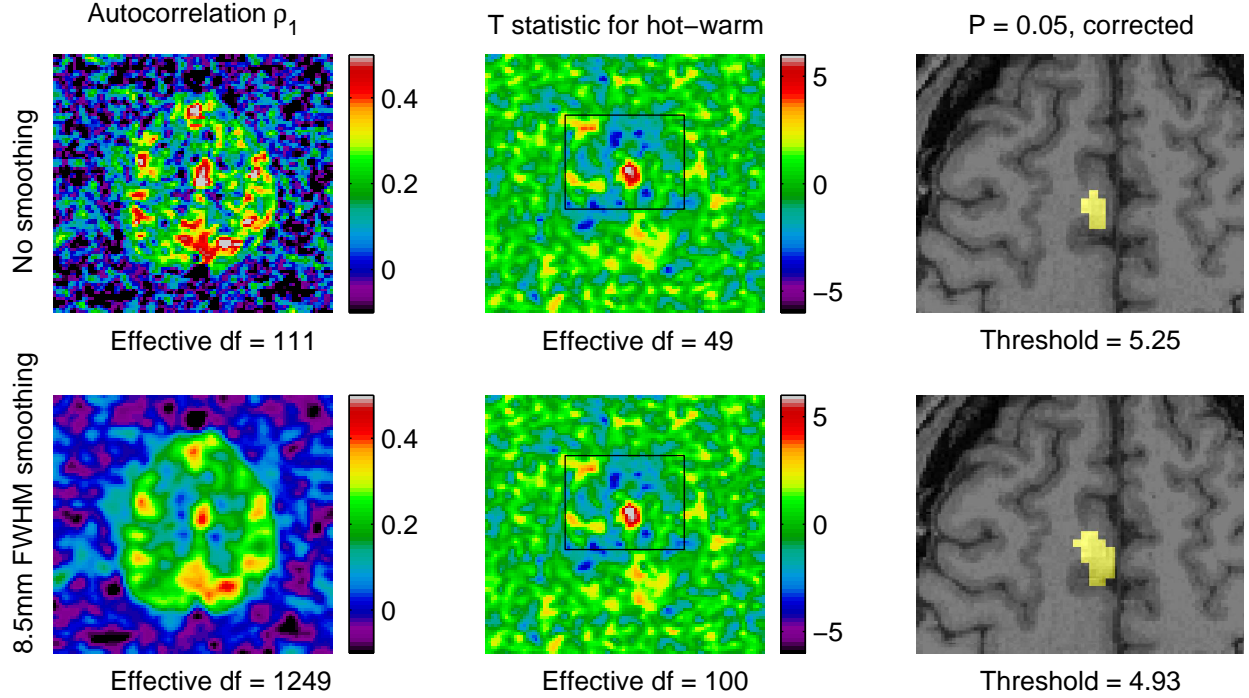 Autocorrelation ρ1
T statistic for hot−warm
P = 0.05, corrected
No smoothing
0.4
0.2
0
5
0
−5
Effective df = 111
Effective df = 49
Threshold = 5.25
8.5mm FWHM smoothing
0.4
0.2
0
5
0
−5
Effective df = 1249
Effective df = 100
Threshold = 4.93